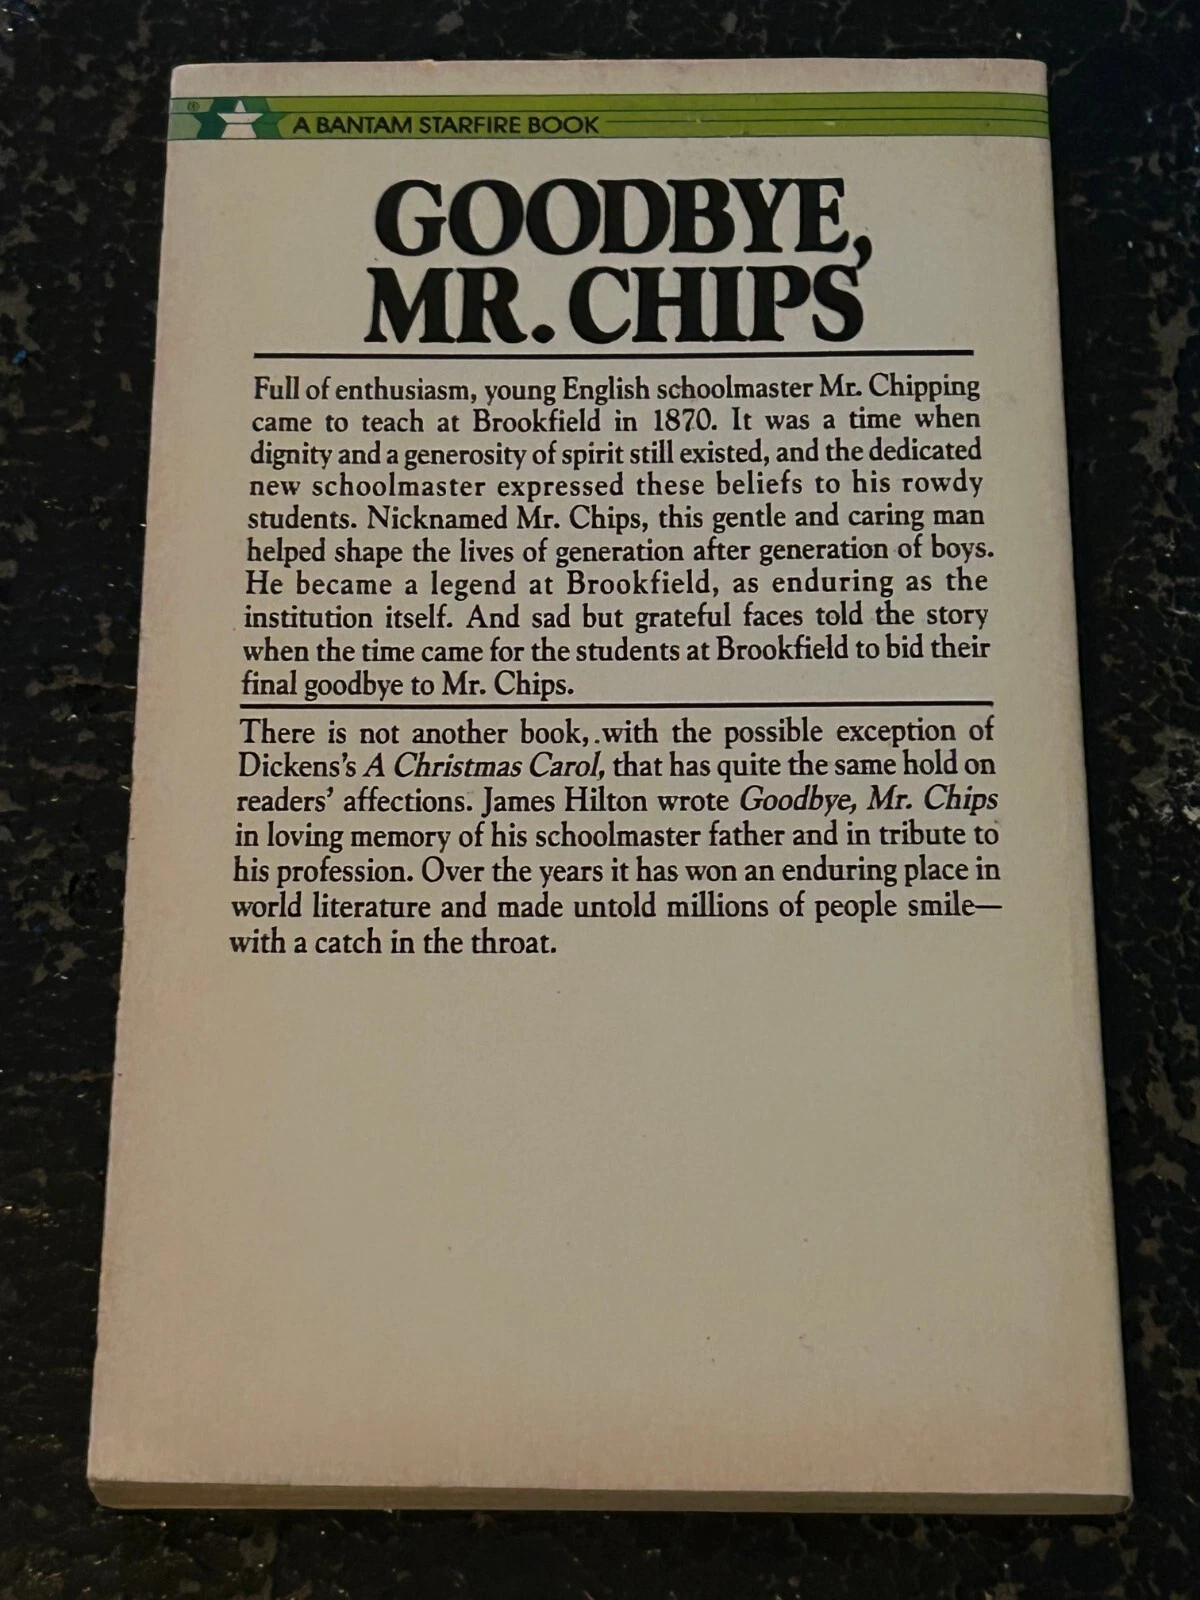 ® A BANTAM STARFIRE BOOK
GOODBYE,
MR. CHIPS
Full of enthusiasm, young English schoolmaster Mr. Chipping
came to teach at Brookfield in 1870. It was a time when
dignity and a generosity of spirit still existed, and the dedicated
new schoolmaster expressed these beliefs to his rowdy
students. Nicknamed Mr. Chips, this gentle and caring man
helped shape the lives of generation after generation of boys.
He became a legend at Brookfield, as enduring as the
institution itself. And sad but grateful faces told the story
when the time came for the students at Brookfield to bid their
final goodbye to Mr. Chips.
There is not another book, with the possible exception of
Dickens's A Christmas Carol, that has quite the same hold on
readers' affections. James Hilton wrote Goodbye, Mr. Chips
in loving memory of his schoolmaster father and in tribute to
his profession. Over the years it has won an enduring place in
world literature and made untold millions of people smile—
with a catch in the throat.